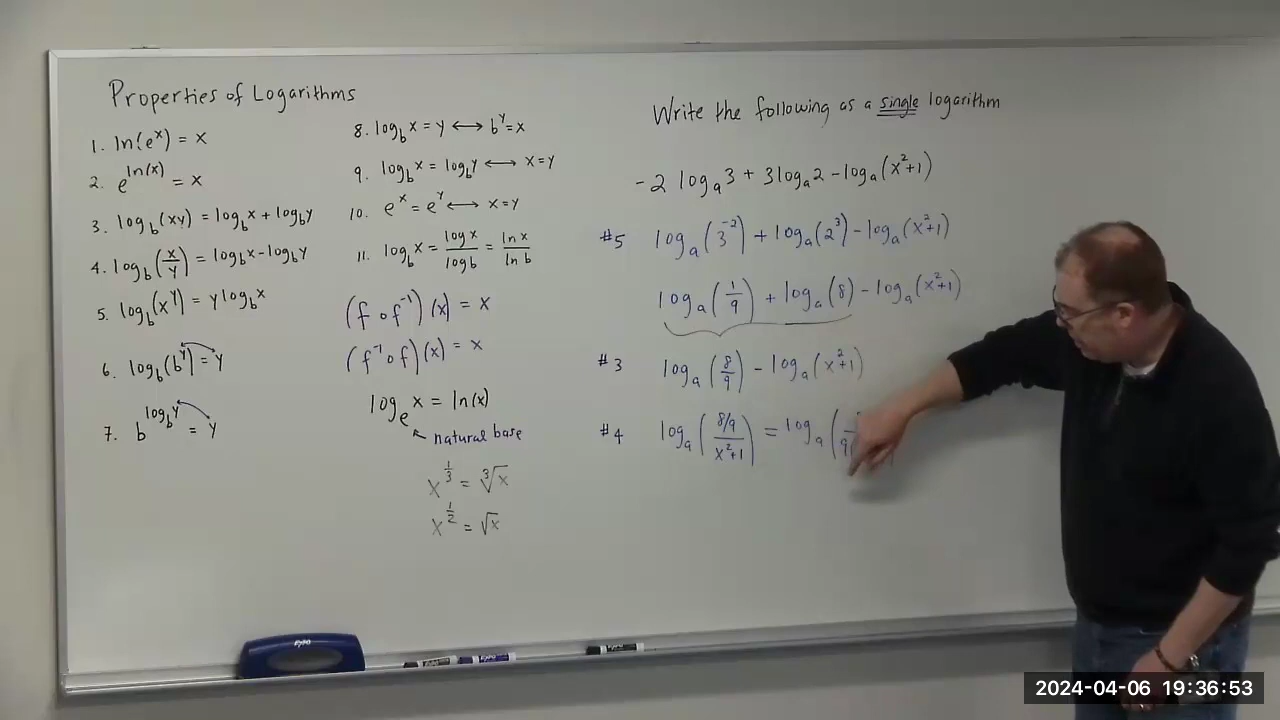 Properties of Logarithms
1. ln(e^x) = x
2. e^ln(x) = x
3. log_b(xy) = log_b x + log_b y
4. log_b(x/y) = log_b x - log_b y
5. log_b(x^y) = y log_b x
6. log_b(b^y) = y
7. b^log_b y = y
8. log_b x = y ⟷ b^y = x
9. log_b x = log_b y ⟷ x = y
10. e^x = e^y ⟷ x = y
11. log_b x = log x / log b = ln x / ln b
(f ∘ f^-1)(x) = x
(f^-1 ∘ f)(x) = x
log_e x = ln(x)
natural base
x^(1/3) = ∛x
x^(1/2) = √x
Write the following as a single logarithm
-2 log_a 3 + 3 log_a 2 - log_a(x^2+1)
#5 log_a(3^-2) + log_a(2^3) - log_a(x^2+1)
log_a(1/9) + log_a(8) - log_a(x^2+1)
#3 log_a(8/9) - log_a(x^2+1)
#4 log_a((8/9)/(x^2+1)) = log_a(
EXPO
2024-04-06 19:36:53